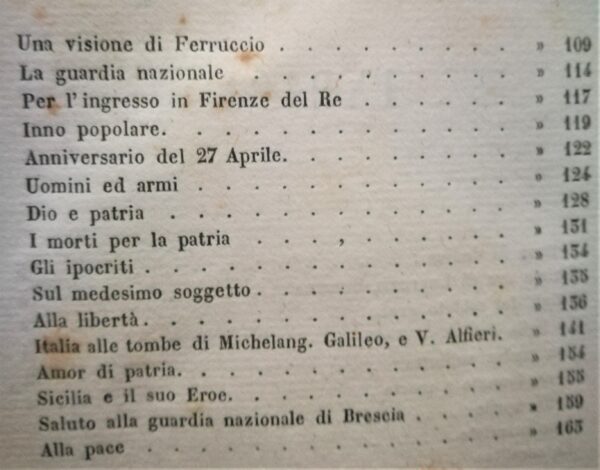 Una visione di Ferruccio . . . . . . . . . » 109
La guardia nazionale . . . . . . . . . . » 114
Per l'ingresso in Firenze del Re . . . . . . » 117
Inno popolare. . . . . . . . . . . . . » 119
Anniversario del 27 Aprile. . . . . . . . . » 122
Uomini ed armi . . . . . . . . . . . . » 124
Dio e patria . . . . . . . . . . . . . » 128
I morti per la patria . . . . . . . . . . » 131
Gli ipocriti . . . . . . . . . . . . . » 134
Sul medesimo soggetto . . . . . . . . . . » 135
Alla libertà. . . . . . . . . . . . . . » 136
Italia alle tombe di Michelang. Galileo, e V. Alfieri. » 141
Amor di patria. . . . . . . . . . . . . » 154
Sicilia e il suo Eroe. . . . . . . . . . . » 155
Saluto alla guardia nazionale di Brescia . . . . » 159
Alla pace . . . . . . . . . . . . . . » 163